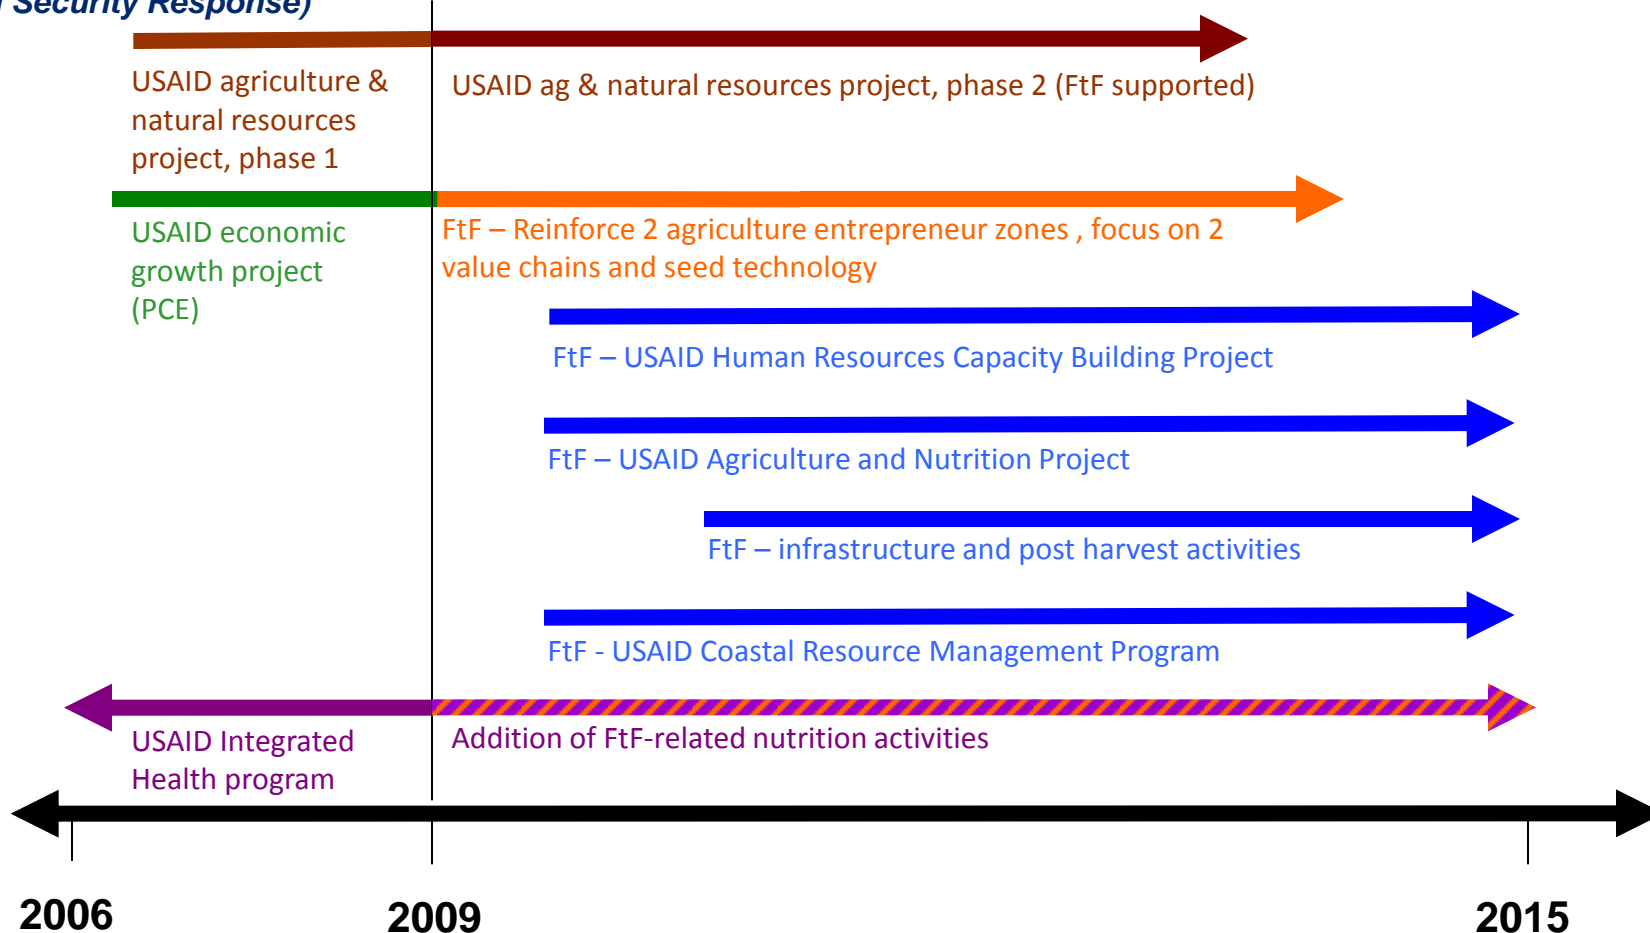 Security Response)
USAID agriculture &
natural resources
project, phase 1
USAID ag & natural resources project, phase 2 (FtF supported)
USAID economic
growth project
(PCE)
FtF – Reinforce 2 agriculture entrepreneur zones , focus on 2
value chains and seed technology
FtF – USAID Human Resources Capacity Building Project
FtF – USAID Agriculture and Nutrition Project
FtF – infrastructure and post harvest activities
FtF - USAID Coastal Resource Management Program
USAID Integrated
Health program
Addition of FtF-related nutrition activities
2006
2009
2015